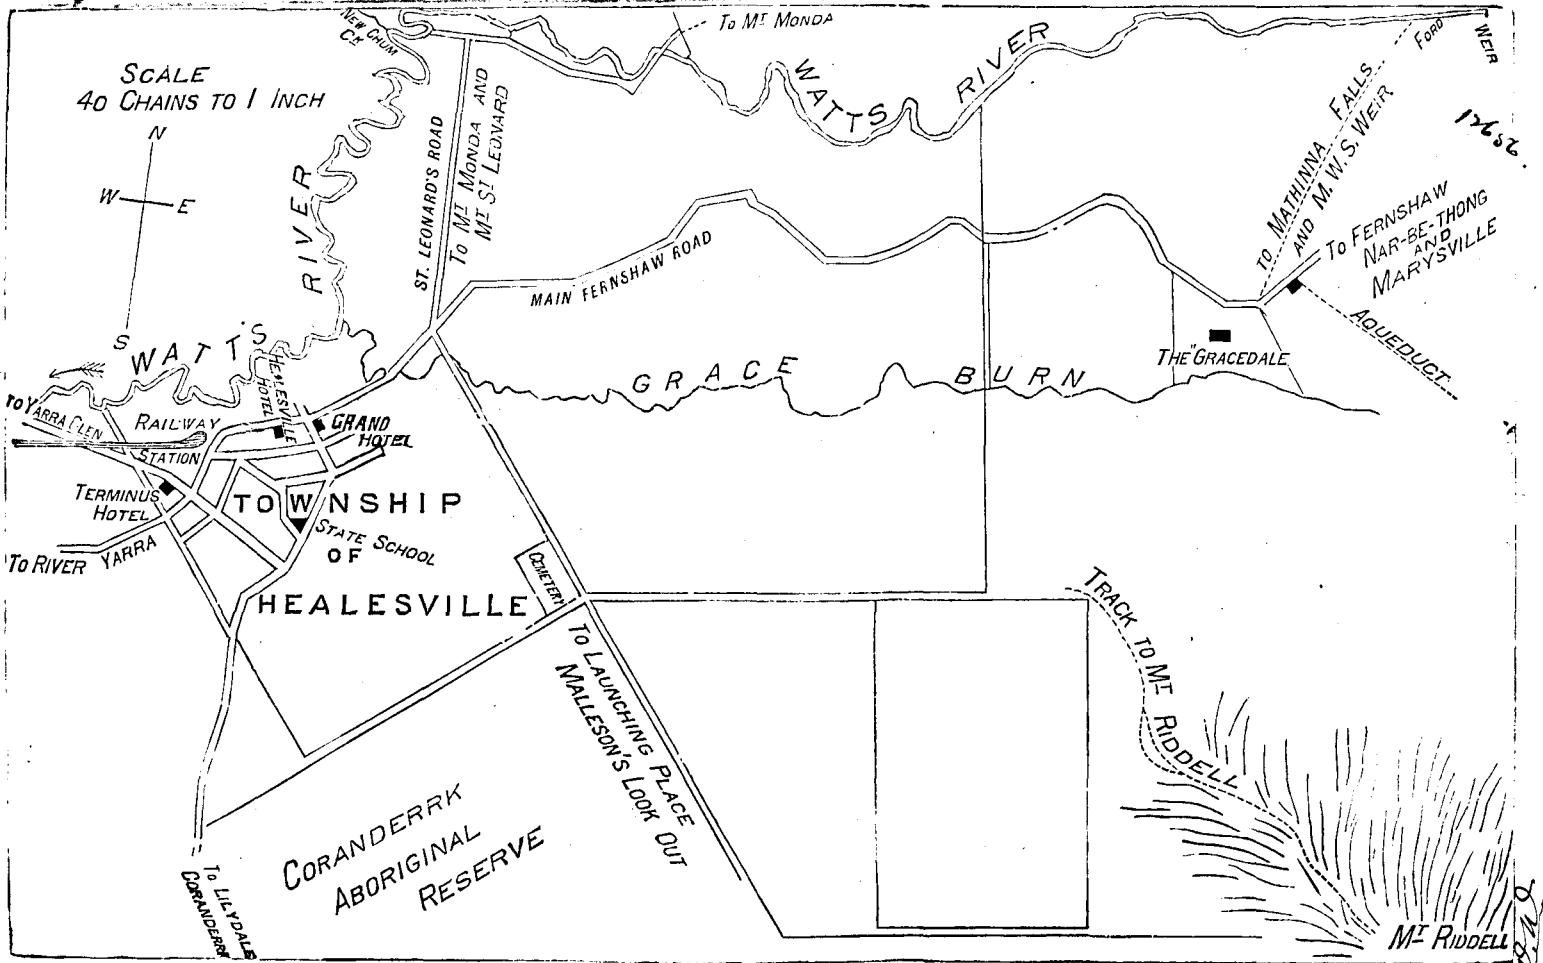 SCALE
40 CHAINS TO 1 INCH
N
W
E
S
NEW CHUM
CK
TO MT MONDA
WATTS RIVER
FORD
WEIR
ST. LEONARD'S ROAD
TO MT MONDA AND
MT ST LEONARD
TO MATHINNA FALLS
AND M.W.S. WEIR
12652.
TO FERNSHAW
NAR-BE-THONG
AND
MARYSVILLE
MAIN FERNSHAW ROAD
WATT'S RIVER
THE "GRACEDALE
AQUEDUCT
GRACE BURN
HEALESVILLE
HOTEL
GRAND
HOTEL
TO YARRA GLEN
RAILWAY
STATION
TERMINUS
HOTEL
TO RIVER YARRA
STATE SCHOOL
TOWNSHIP
OF
HEALESVILLE
CEMETERY
TO LAUNCHING PLACE
MALLESON'S LOOK OUT
TRACK TO MT RIDDELL
CORANDERRK
ABORIGINAL
RESERVE
TO LILYDALE
CORANDERRK
MT RIDDELL